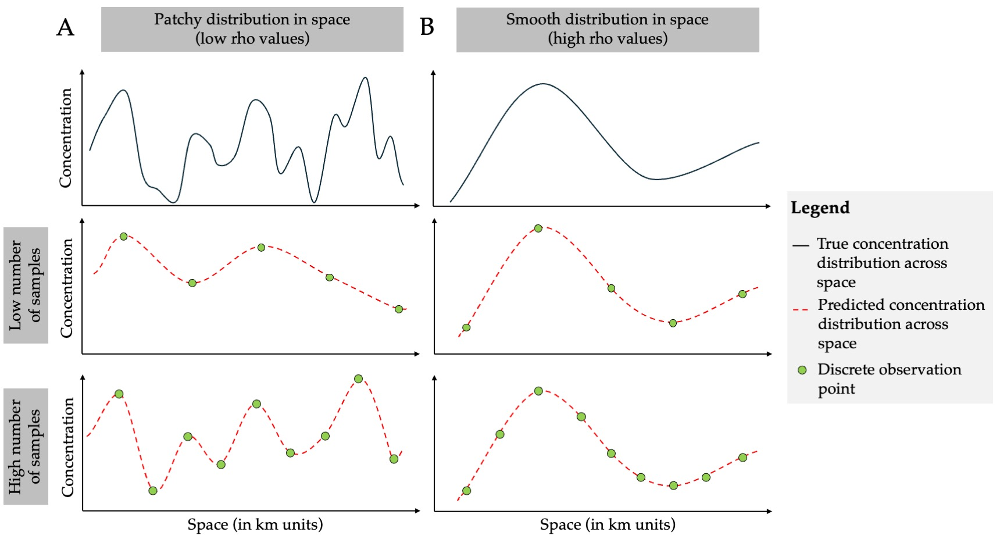 A
Patchy distribution in space
(low rho values)
B
Smooth distribution in space
(high rho values)
Concentration
Low number
of samples
Concentration
High number
of samples
Concentration
Space (in km units)
Space (in km units)
Legend
True concentration
distribution across
space
Predicted concentration
distribution across
space
Discrete observation
point